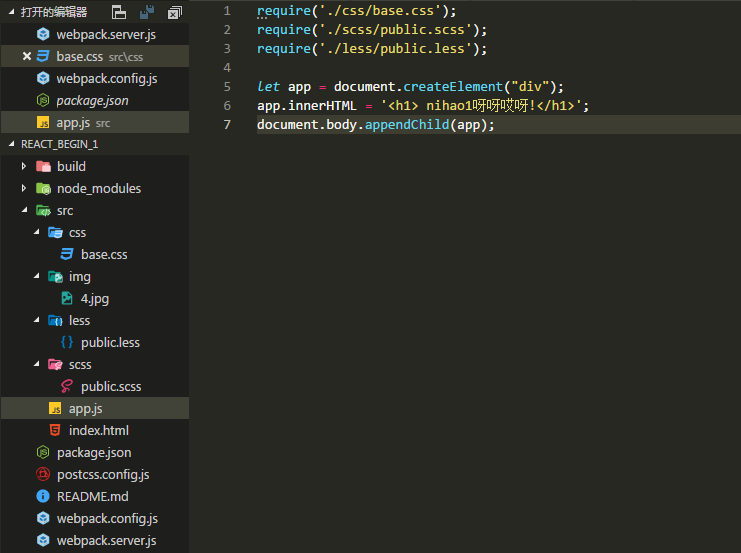 打开的编辑器
webpack.server.js
base.css src\css
webpack.config.js
package.json
app.js src
REACT_BEGIN_1
build
node_modules
src
css
base.css
img
4.jpg
less
public.less
scss
public.scss
app.js
index.html
package.json
postcss.config.js
README.md
webpack.config.js
webpack.server.js
1 require('./css/base.css');
2 require('./scss/public.scss');
3 require('./less/public.less');
4
5 let app = document.createElement("div");
6 app.innerHTML = '<h1> nihao1呀呀哎呀!</h1>';
7 document.body.appendChild(app);